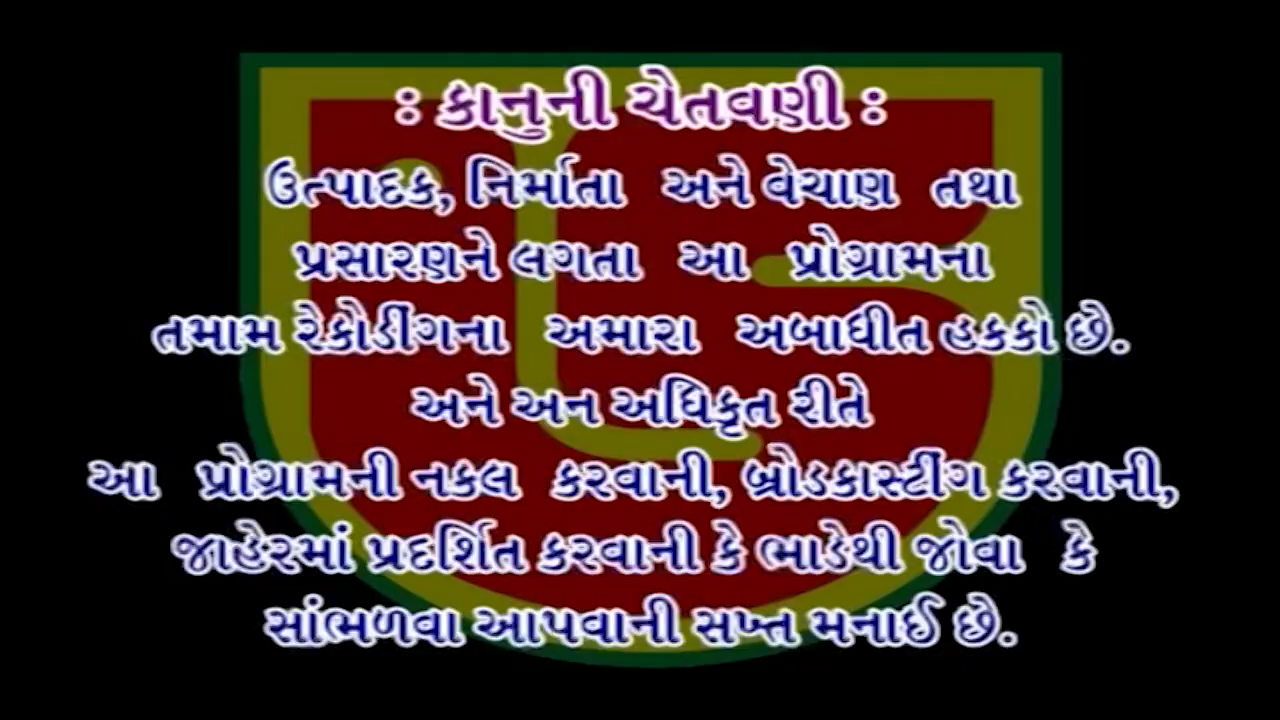 : કાનુની ચેતવણી :
ઉત્પાદક, નિર્માતા અને વેચાણ તથા
પ્રસારણને લગતા આ પ્રોગ્રામના
તમામ રેકોર્ડીંગના અમારા અબાધીત હકકો છે.
અને અન અધિકૃત રીતે
આ પ્રોગ્રામની નકલ કરવાની, બ્રોડકાસ્ટીંગ કરવાની,
જાહેરમાં પ્રદર્શિત કરવાની કે ભાડેથી જોવા કે
સાંભળવા આપવાની સખ્ત મનાઈ છે.